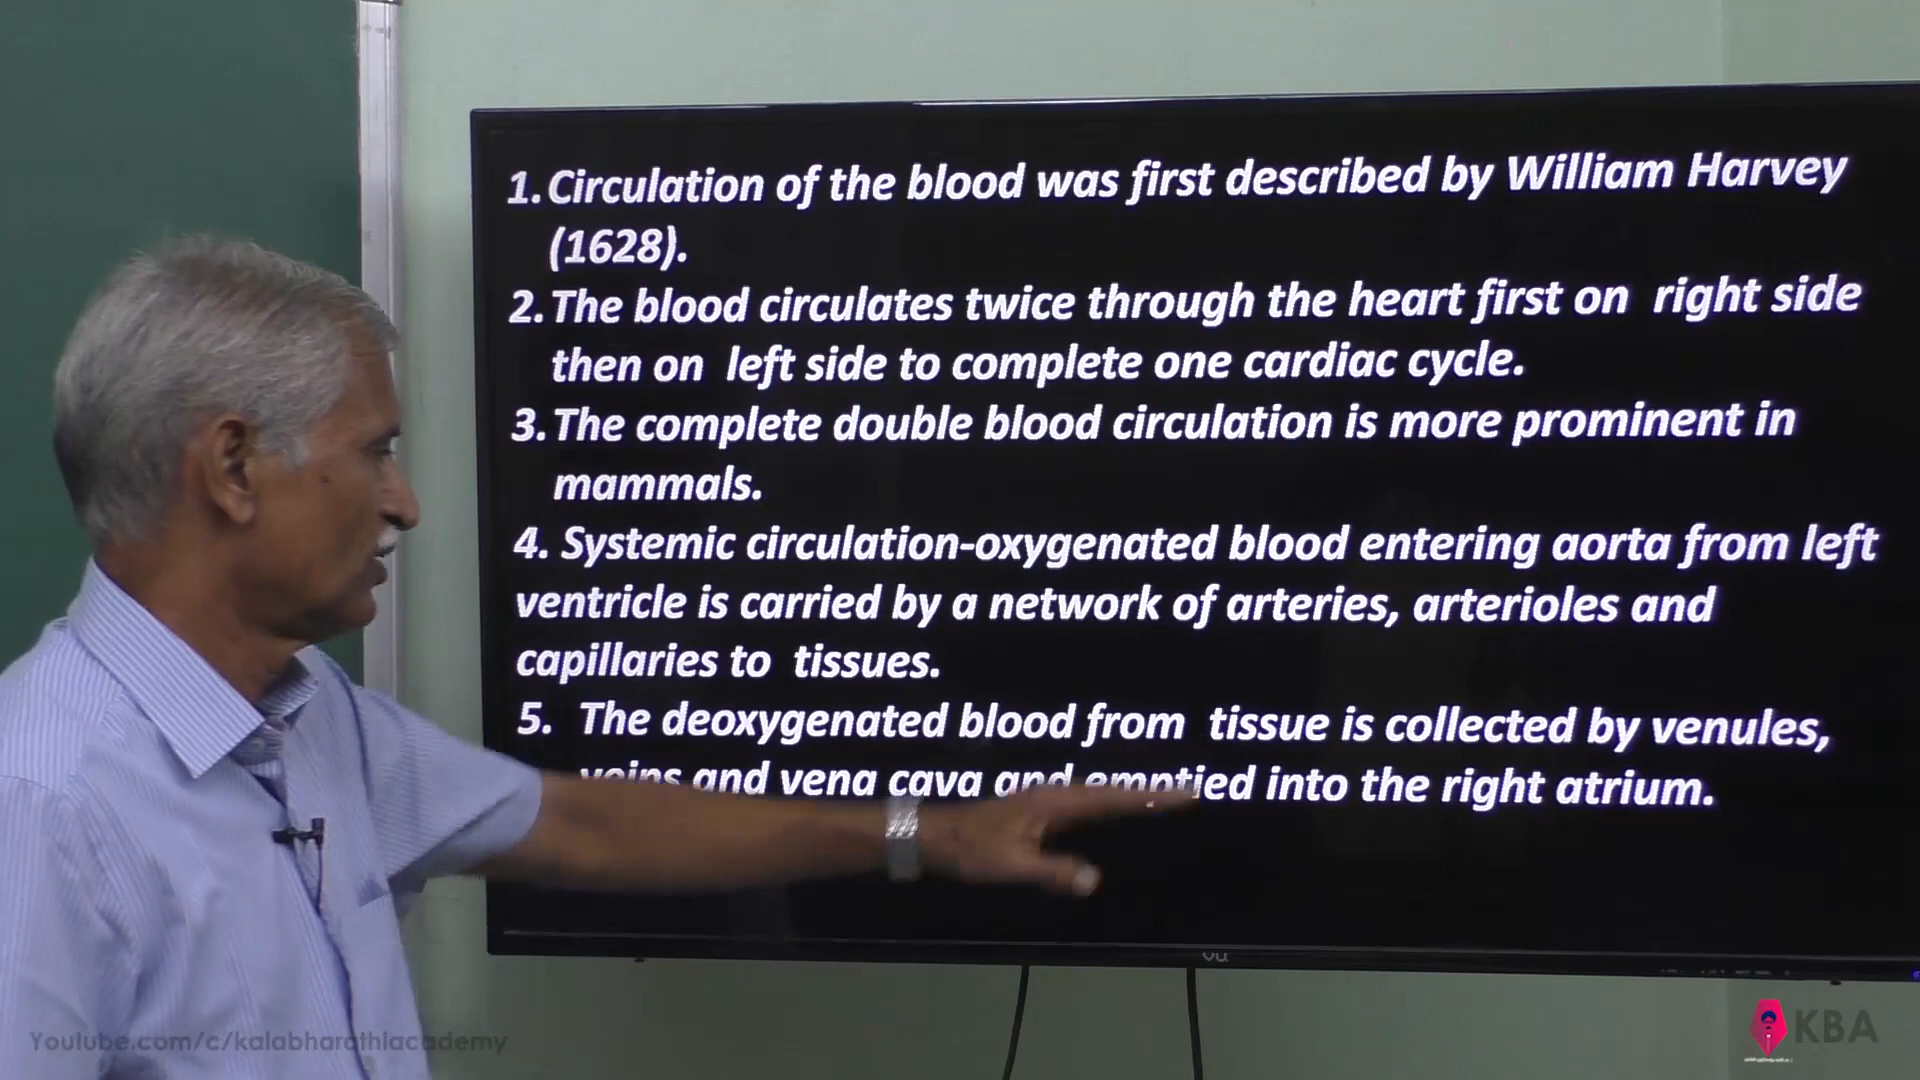 1. Circulation of the blood was first described by William Harvey
(1628).
2. The blood circulates twice through the heart first on right side
then on left side to complete one cardiac cycle.
3. The complete double blood circulation is more prominent in
mammals.
4. Systemic circulation-oxygenated blood entering aorta from left
ventricle is carried by a network of arteries, arterioles and
capillaries to tissues.
5. The deoxygenated blood from tissue is collected by venules,
veins and vena cava and emptied into the right atrium.
vu
KBA
Youtube.com/c/kalabharathiacademy